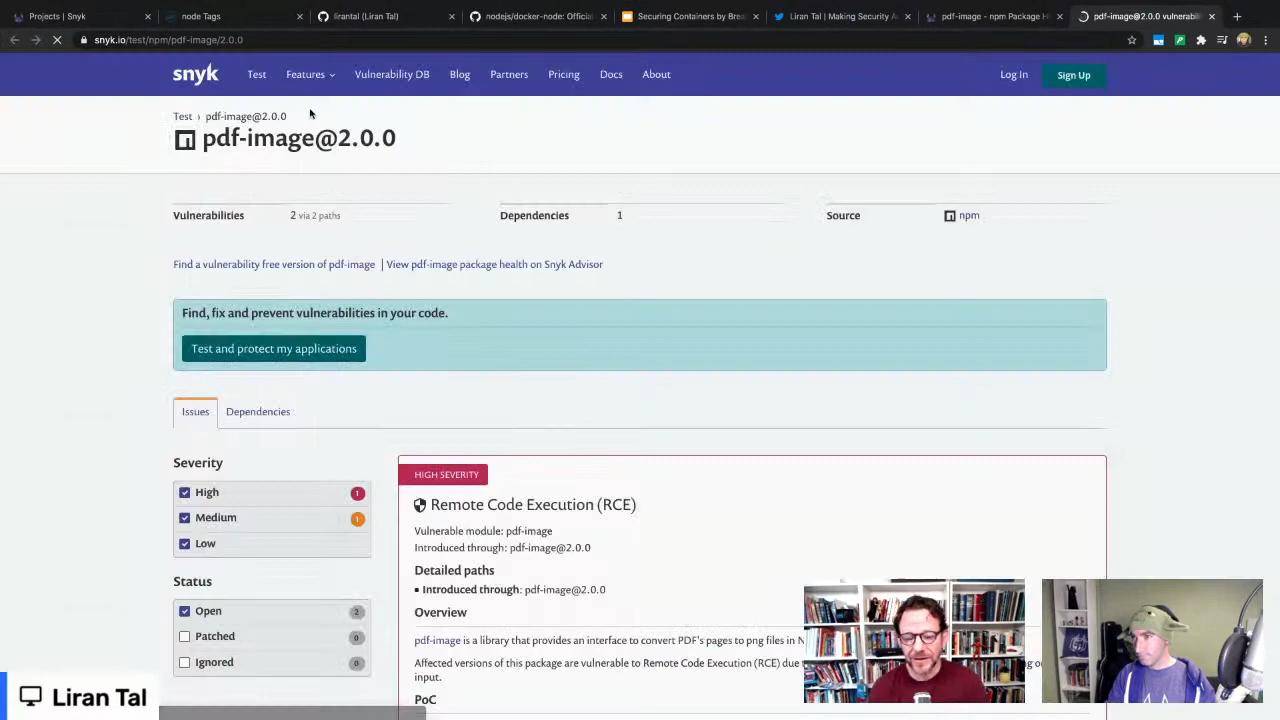 Projects | Snyk
node Tags
lirantal (Liran Tal)
nodejs/docker-node: Official
Securing Containers by Brea
Liran Tal | Making Security A
pdf-image - npm Package H
pdf-image@2.0.0 vulnerabili
snyk.io/test/npm/pdf-image/2.0.0
snyk
Test
Features
Vulnerability DB
Blog
Partners
Pricing
Docs
About
Log In
Sign Up
Test › pdf-image@2.0.0
pdf-image@2.0.0
Vulnerabilities
2 via 2 paths
Dependencies
1
Source
npm
Find a vulnerability free version of pdf-image | View pdf-image package health on Snyk Advisor
Find, fix and prevent vulnerabilities in your code.
Test and protect my applications
Issues
Dependencies
Severity
High
1
Medium
1
Low
Status
Open
2
Patched
0
Ignored
0
HIGH SEVERITY
Remote Code Execution (RCE)
Vulnerable module: pdf-image
Introduced through: pdf-image@2.0.0
Detailed paths
Introduced through: pdf-image@2.0.0
Overview
pdf-image is a library that provides an interface to convert PDF's pages to png files in N
Affected versions of this package are vulnerable to Remote Code Execution (RCE) due
input.
PoC
Liran Tal